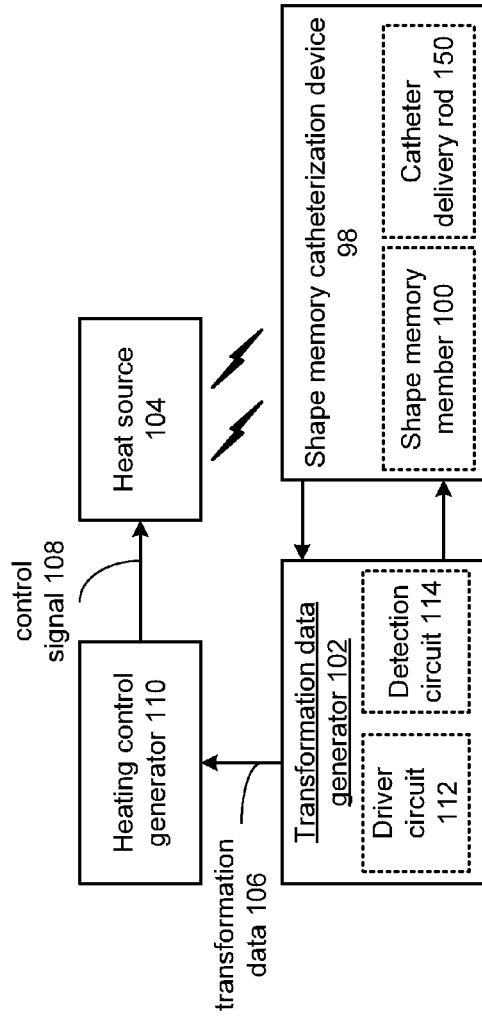 control
signal 108
Heating control
generator 110
Heat source
104
transformation
data 106
Transformation data
generator 102
Driver
circuit
112
Detection
circuit 114
Shape memory catheterization device
98
Shape memory
member 100
Catheter
delivery rod 150